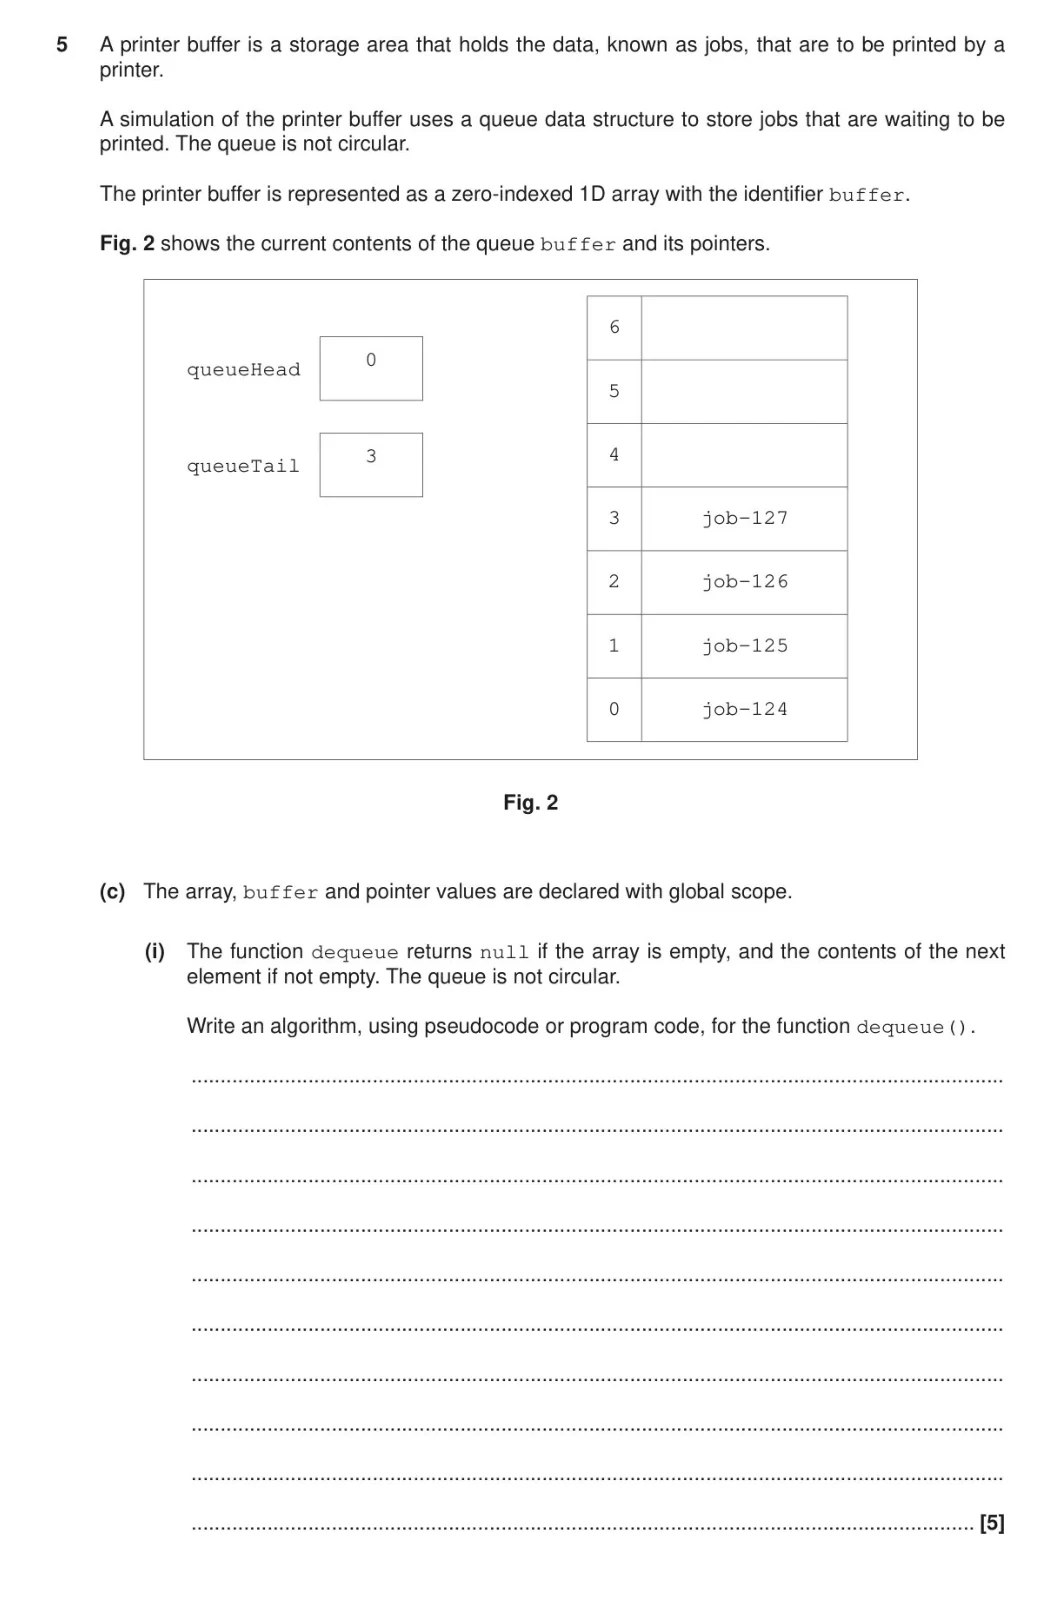 5 A printer buffer is a storage area that holds the data, known as jobs, that are to be printed by a
printer.
A simulation of the printer buffer uses a queue data structure to store jobs that are waiting to be
printed. The queue is not circular.
The printer buffer is represented as a zero-indexed 1D array with the identifier buffer.
Fig. 2 shows the current contents of the queue buffer and its pointers.
queueHead 0
queueTail 3
6
5
4
3 job-127
2 job-126
1 job-125
0 job-124
Fig. 2
(c) The array, buffer and pointer values are declared with global scope.
(i) The function dequeue returns null if the array is empty, and the contents of the next
element if not empty. The queue is not circular.
Write an algorithm, using pseudocode or program code, for the function dequeue().
[5]